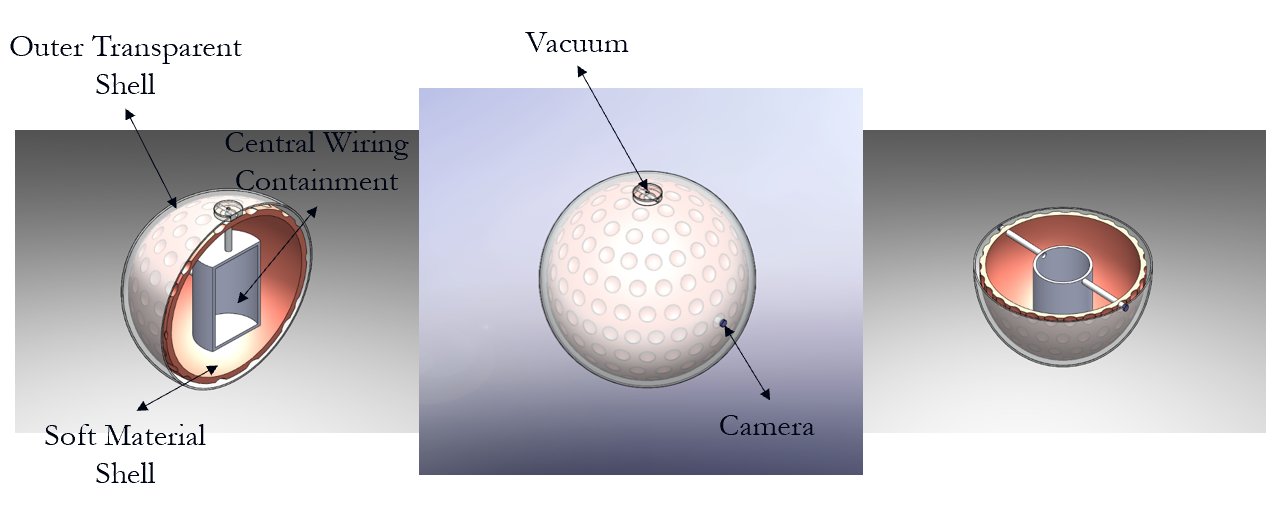 Outer Transparent
Shell
Central Wiring
Containment
Soft Material
Shell
Vacuum
Camera